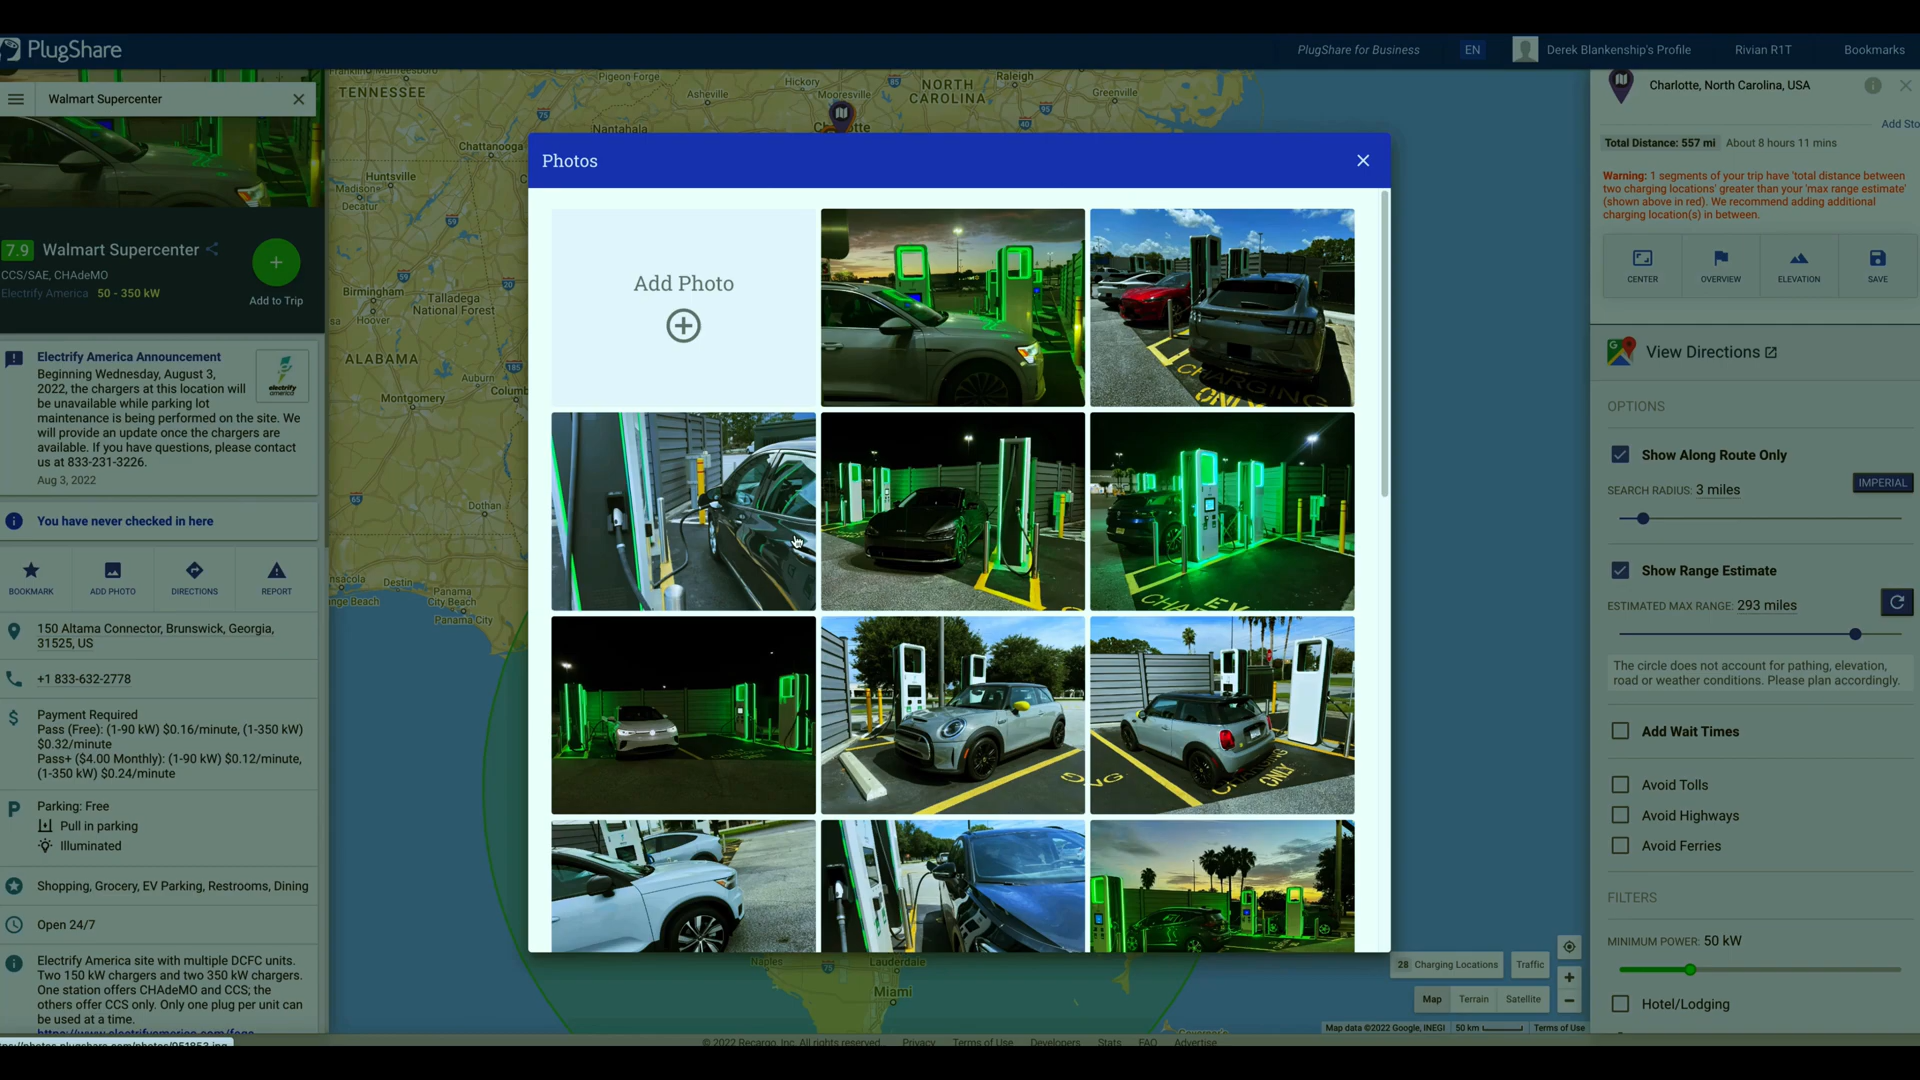 PlugShare
PlugShare for Business
EN
Derek Blankenship's Profile
Rivian R1T
Bookmarks
Walmart Supercenter
7.9 Walmart Supercenter
CCS/SAE, CHAdeMO
Electrify America 50 - 350 kW
Add to Trip
Electrify America Announcement
Beginning Wednesday, August 3,
2022, the chargers at this location will
be unavailable while parking lot
maintenance is being performed on the site. We
will provide an update once the chargers are
available. If you have questions, please contact
us at 833-231-3226.
Aug 3, 2022
electrify
america
You have never checked in here
BOOKMARK
ADD PHOTO
DIRECTIONS
REPORT
150 Altama Connector, Brunswick, Georgia,
31525, US
+1 833-632-2778
Payment Required
Pass (Free): (1-90 kW) $0.16/minute, (1-350 kW)
$0.32/minute
Pass+ ($4.00 Monthly): (1-90 kW) $0.12/minute,
(1-350 kW) $0.24/minute
Parking: Free
Pull in parking
Illuminated
Shopping, Grocery, EV Parking, Restrooms, Dining
Open 24/7
Electrify America site with multiple DCFC units.
Two 150 kW chargers and two 350 kW chargers.
One station offers CHAdeMO and CCS; the
others offer CCS only. Only one plug per unit can
be used at a time.
TENNESSEE
Pigeon Forge
Hickory
Asheville
Mooresville
NORTH
CAROLINA
Raleigh
Greenville
Nantahala
Chattanooga
Huntsville
Madison
Decatur
Birmingham
Hoover
Talladega
National Forest
ALABAMA
Auburn
Montgomery
Dothan
Destin
Panama
City Beach
Panama City
Naples
Lauderdale
Miami
Photos
Add Photo
CHARGING
ONLY
EV
ONLY
Charlotte, North Carolina, USA
Add Sto
Total Distance: 557 mi About 8 hours 11 mins
Warning: 1 segments of your trip have 'total distance between
two charging locations' greater than your 'max range estimate'
(shown above in red). We recommend adding additional
charging location(s) in between.
CENTER
OVERVIEW
ELEVATION
SAVE
View Directions
OPTIONS
Show Along Route Only
SEARCH RADIUS: 3 miles
IMPERIAL
Show Range Estimate
ESTIMATED MAX RANGE: 293 miles
The circle does not account for pathing, elevation,
road or weather conditions. Please plan accordingly.
Add Wait Times
Avoid Tolls
Avoid Highways
Avoid Ferries
FILTERS
MINIMUM POWER: 50 kW
Hotel/Lodging
28 Charging Locations
Traffic
Map
Terrain
Satellite
Map data ©2022 Google, INEGI
50 km
Terms of Use
© 2022 Recargo, Inc. All rights reserved.
Privacy
Terms of Use
Developers
Stats
FAQ
Advertise